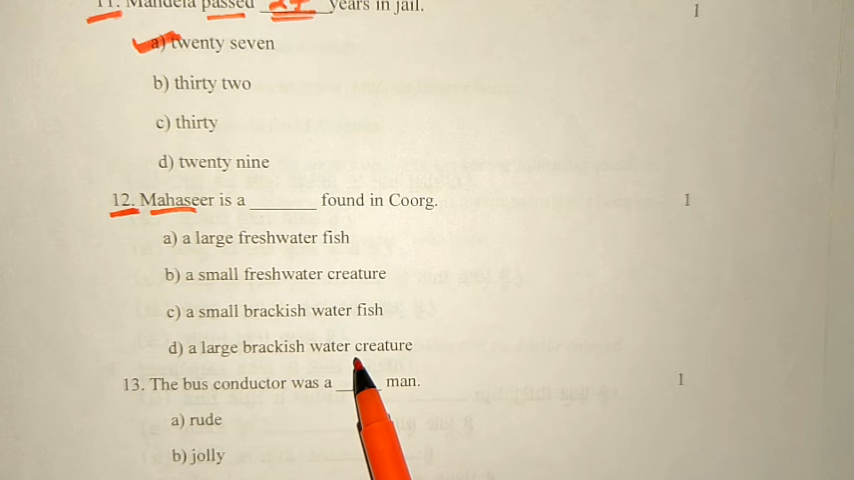 11. Mandela passed 27 years in jail. 1
a) twenty seven
b) thirty two
c) thirty
d) twenty nine
12. Mahaseer is a ______ found in Coorg. 1
a) a large freshwater fish
b) a small freshwater creature
c) a small brackish water fish
d) a large brackish water creature
13. The bus conductor was a ______ man. 1
a) rude
b) jolly